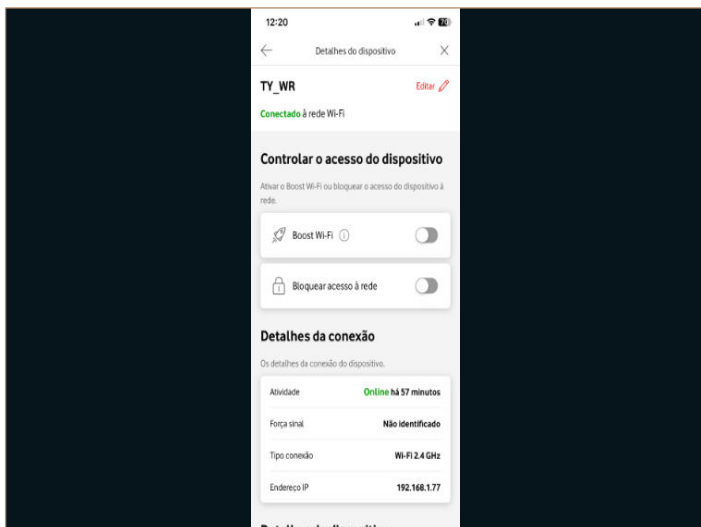 12:20
76
Detalhes do dispositivo
TY_WR
Editar
Conectado à rede Wi-Fi
Controlar o acesso do dispositivo
Ativar o Boost Wi-Fi ou bloquear o acesso do dispositivo à
rede.
Boost Wi-Fi
Bloquear acesso à rede
Detalhes da conexão
Os detalhes da conexão do dispositivo.
Atividade Online há 57 minutos
Força sinal Não identificado
Tipo conexão Wi-Fi 2.4 GHz
Endereço IP 192.168.1.77